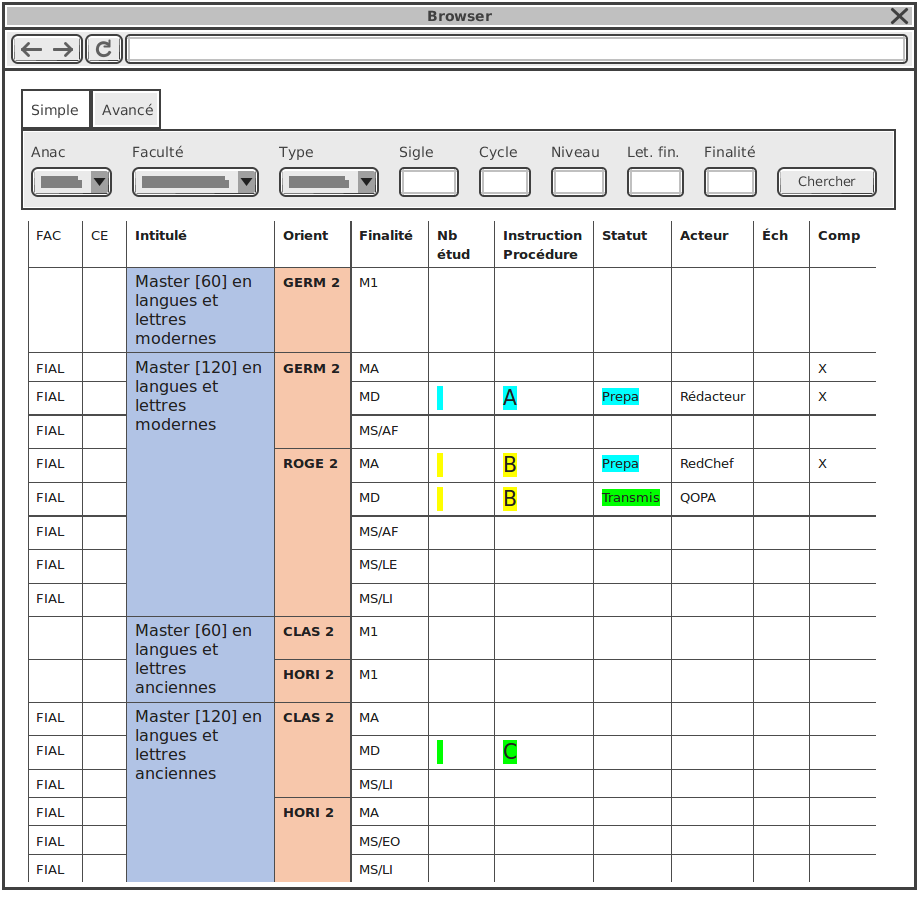 Browser
Simple Avancé
Anac Faculté Type Sigle Cycle Niveau Let. fin. Finalité
Chercher
FAC CE Intitulé Orient Finalité Nb étud Instruction Procédure Statut Acteur Éch Comp
Master [60] en GERM 2 M1
langues et
lettres
modernes
FIAL Master [120] en GERM 2 MA X
langues et
FIAL MD A Prepa Rédacteur X
lettres
modernes
FIAL MS/AF
FIAL ROGE 2 MA B Prepa RedChef X
FIAL MD B Transmis QOPA
FIAL MS/AF
FIAL MS/LE
FIAL MS/LI
Master [60] en CLAS 2 M1
langues et
lettres
HORI 2 M1
anciennes
FIAL Master [120] en CLAS 2 MA
langues et
FIAL MD C
lettres
anciennes
FIAL MS/LI
FIAL HORI 2 MA
FIAL MS/EO
FIAL MS/LI